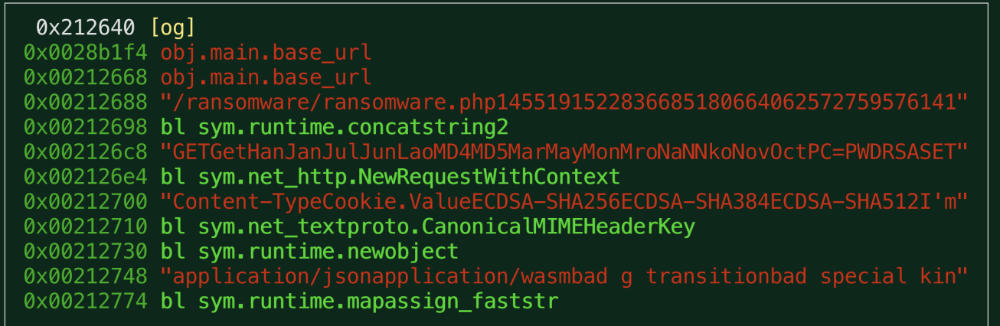 0x212640 [og]
0x0028b1f4 obj.main.base_url
0x00212668 obj.main.base_url
0x00212688 "/ransomware/ransomware.php14551915228366851806640625727595761​41"
0x00212698 bl sym.runtime.concatstring2
0x002126c8 "GETGetHanJanJulJunLaoMD4MD5MarMayMonMroNaNNkoNovOctPC=PWDRSASET"
0x002126e4 bl sym.net_http.NewRequestWithContext
0x00212700 "Content-TypeCookie.ValueECDSA-SHA256ECDSA-SHA384ECDSA-SHA512I'm"
0x00212710 bl sym.net_textproto.CanonicalMIMEHeaderKey
0x00212730 bl sym.runtime.newobject
0x00212748 "application/jsonapplication/wasmbad g transitionbad special kin"
0x00212774 bl sym.runtime.mapassign_faststr